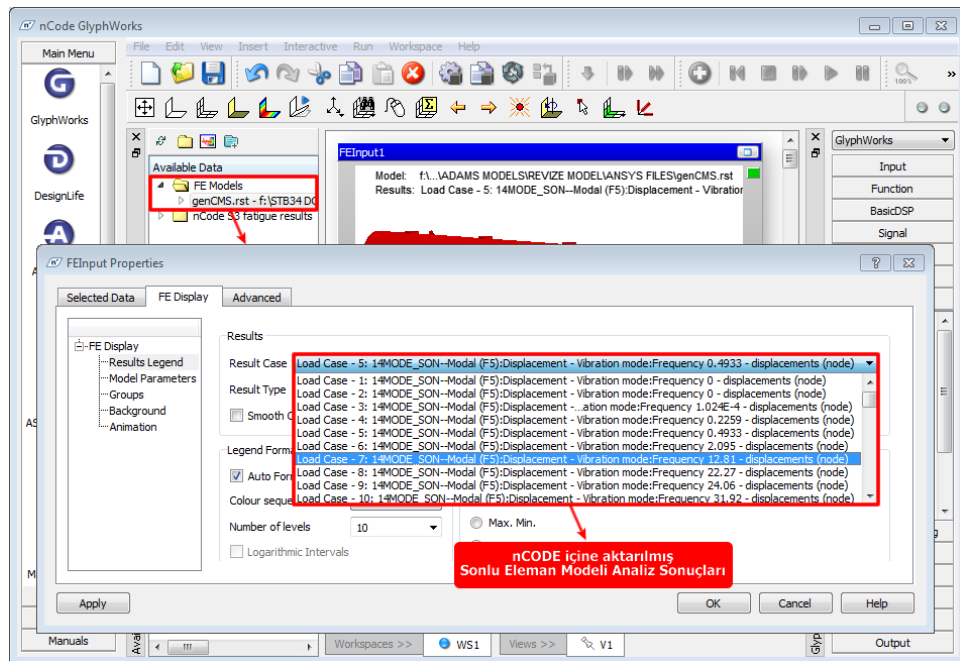 nCode GlyphWorks
Main Menu
File Edit View Insert Interactive Run Workspace Help
100%
GlyphWorks
DesignLife
Available Data
FE Models
genCMS.rst - f:\STB34 DO
nCode S3 fatigue results
FEInput1
Model: f:\...\ADAMS MODELS\REVIZE MODEL\ANSYS FILES\genCMS.rst
Results: Load Case - 5: 14MODE_SON--Modal (F5):Displacement - Vibration
GlyphWorks
Input
Function
BasicDSP
Signal
FEInput Properties
Selected Data FE Display Advanced
FE Display
Results Legend
Model Parameters
Groups
Background
Animation
Results
Result Case Load Case - 5: 14MODE_SON--Modal (F5):Displacement - Vibration mode:Frequency 0.4933 - displacements (node)
Result Type
Load Case - 1: 14MODE_SON--Modal (F5):Displacement - Vibration mode:Frequency 0 - displacements (node)
Load Case - 2: 14MODE_SON--Modal (F5):Displacement - Vibration mode:Frequency 0 - displacements (node)
Load Case - 3: 14MODE_SON--Modal (F5):Displacement -...ation mode:Frequency 1.024E-4 - displacements (node)
Load Case - 4: 14MODE_SON--Modal (F5):Displacement - Vibration mode:Frequency 0.2259 - displacements (node)
Load Case - 5: 14MODE_SON--Modal (F5):Displacement - Vibration mode:Frequency 0.4933 - displacements (node)
Load Case - 6: 14MODE_SON--Modal (F5):Displacement - Vibration mode:Frequency 2.095 - displacements (node)
Load Case - 7: 14MODE_SON--Modal (F5):Displacement - Vibration mode:Frequency 12.81 - displacements (node)
Load Case - 8: 14MODE_SON--Modal (F5):Displacement - Vibration mode:Frequency 22.27 - displacements (node)
Load Case - 9: 14MODE_SON--Modal (F5):Displacement - Vibration mode:Frequency 24.06 - displacements (node)
Load Case - 10: 14MODE_SON--Modal (F5):Displacement - Vibration mode:Frequency 31.92 - displacements (node)
Smooth C
Legend Forma
Auto For
Colour seque
Number of levels 10
Logarithmic Intervals
Max. Min.
nCODE içine aktarılmış
Sonlu Eleman Modeli Analiz Sonuçları
Apply OK Cancel Help
Manuals
Avai
Workspaces >> WS1 Views >> V1
Glyp
Output